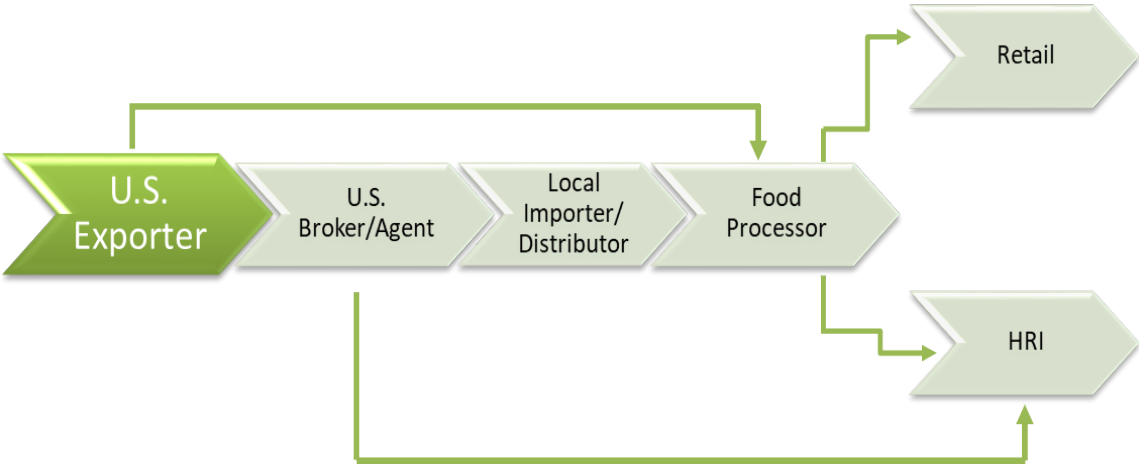 U.S.
Exporter
U.S.
Broker/Agent
Local
Importer/
Distributor
Food
Processor
Retail
HRI